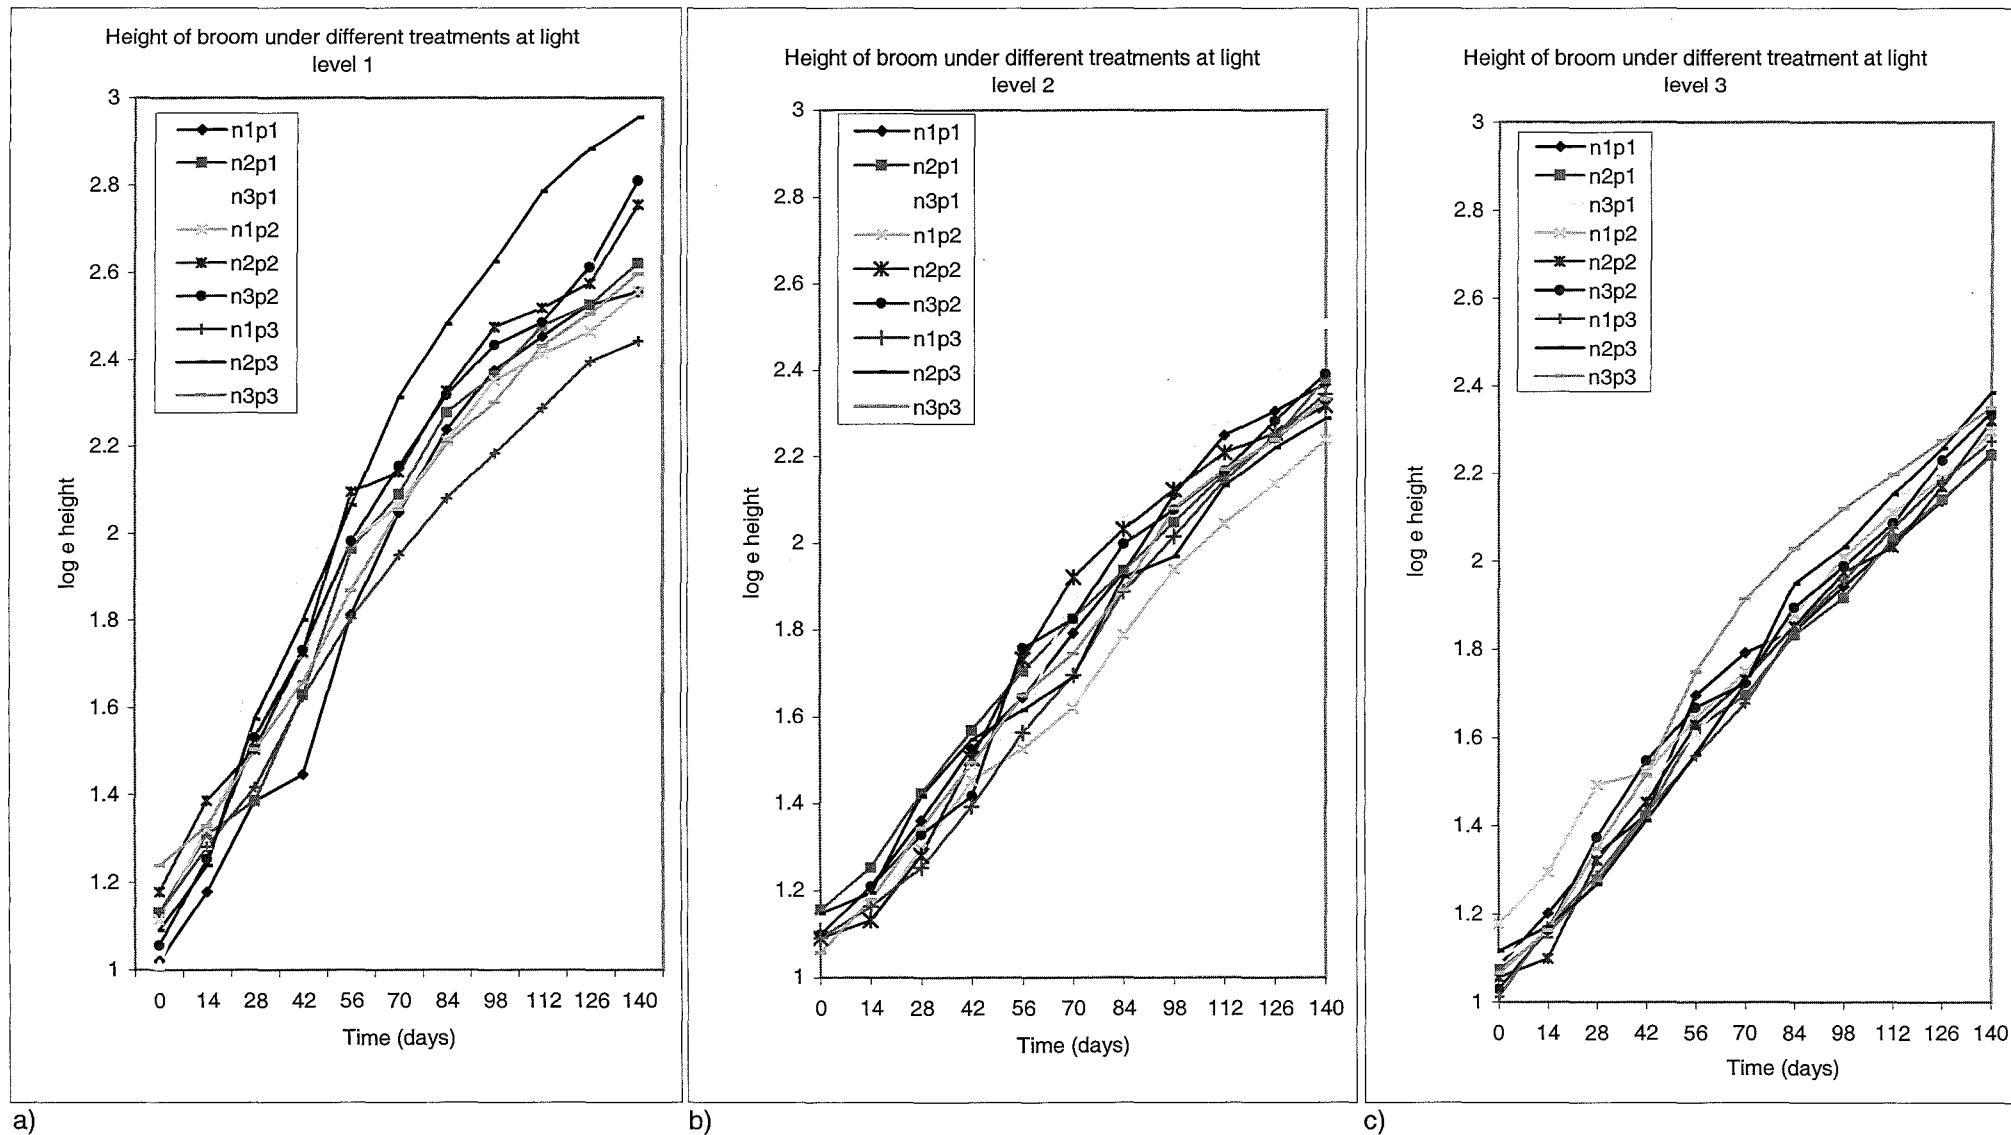 Height of broom under different treatments at light
level 1
3
2.8
2.6
2.4
2.2
2
1.8
1.6
1.4
1.2
1
log e height
n1p1
n2p1
n3p1
n1p2
n2p2
n3p2
n1p3
n2p3
n3p3
0 14 28 42 56 70 84 98 112 126 140
Time (days)
a)
Height of broom under different treatments at light
level 2
3
2.8
2.6
2.4
2.2
2
1.8
1.6
1.4
1.2
1
log e height
n1p1
n2p1
n3p1
n1p2
n2p2
n3p2
n1p3
n2p3
n3p3
0 14 28 42 56 70 84 98 112 126 140
Time (days)
b)
Height of broom under different treatment at light
level 3
3
2.8
2.6
2.4
2.2
2
1.8
1.6
1.4
1.2
1
log e height
n1p1
n2p1
n3p1
n1p2
n2p2
n3p2
n1p3
n2p3
n3p3
0 14 28 42 56 70 84 98 112 126 140
Time (days)
c)